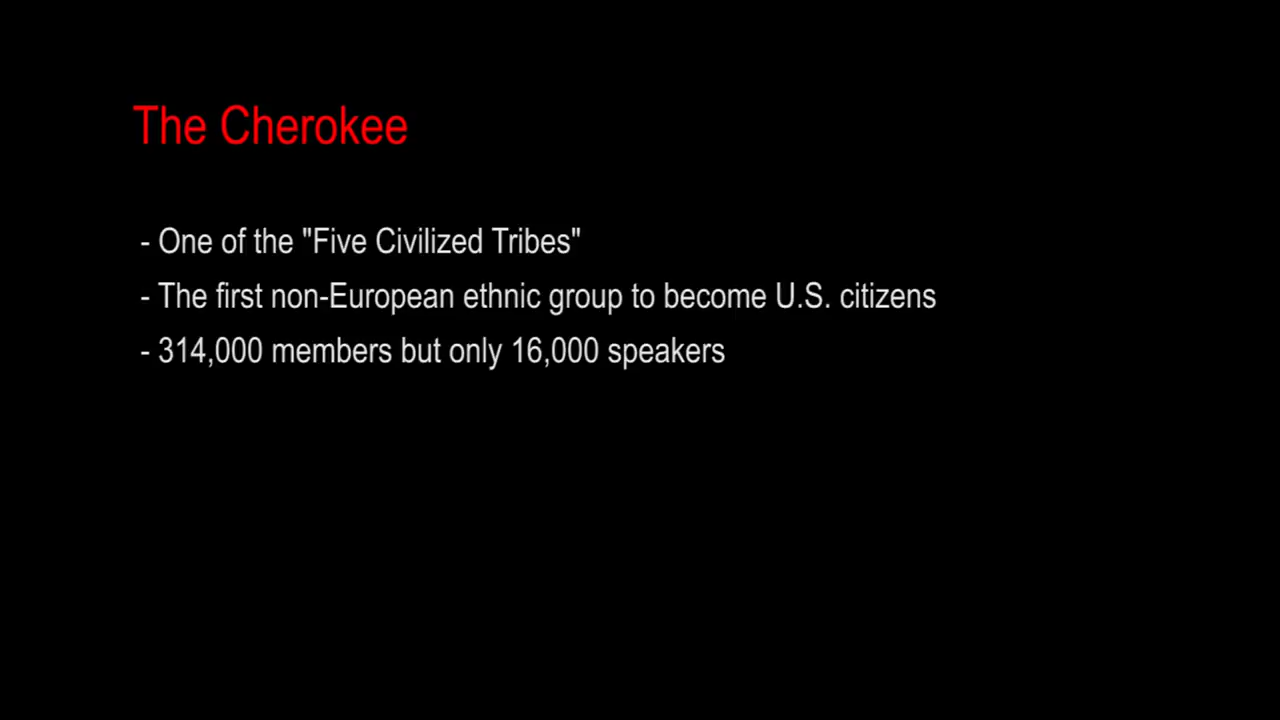 The Cherokee
- One of the "Five Civilized Tribes"
- The first non-European ethnic group to become U.S. citizens
- 314,000 members but only 16,000 speakers